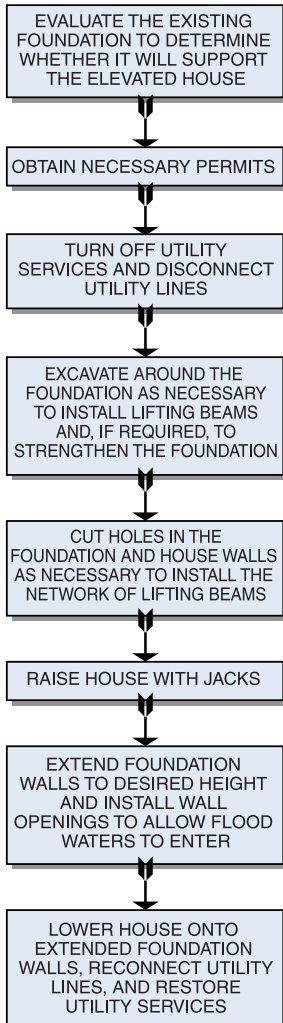 EVALUATE THE EXISTING
FOUNDATION TO DETERMINE
WHETHER IT WILL SUPPORT
THE ELEVATED HOUSE
OBTAIN NECESSARY PERMITS
TURN OFF UTILITY
SERVICES AND DISCONNECT
UTILITY LINES
EXCAVATE AROUND THE
FOUNDATION AS NECESSARY
TO INSTALL LIFTING BEAMS
AND, IF REQUIRED, TO
STRENGTHEN THE FOUNDATION
CUT HOLES IN THE
FOUNDATION AND HOUSE WALLS
AS NECESSARY TO INSTALL THE
NETWORK OF LIFTING BEAMS
RAISE HOUSE WITH JACKS
EXTEND FOUNDATION
WALLS TO DESIRED HEIGHT
AND INSTALL WALL
OPENINGS TO ALLOW FLOOD
WATERS TO ENTER
LOWER HOUSE ONTO
EXTENDED FOUNDATION
WALLS, RECONNECT UTILITY
LINES, AND RESTORE
UTILITY SERVICES